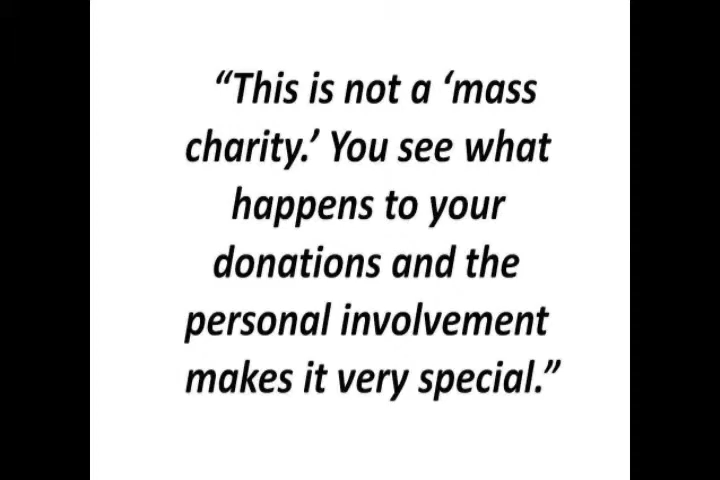 “This is not a ‘mass
charity.’ You see what
happens to your
donations and the
personal involvement
makes it very special.”